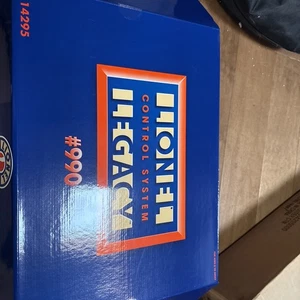 LIONEL
CONTROL SYSTEM
LEGACY
#990
14295